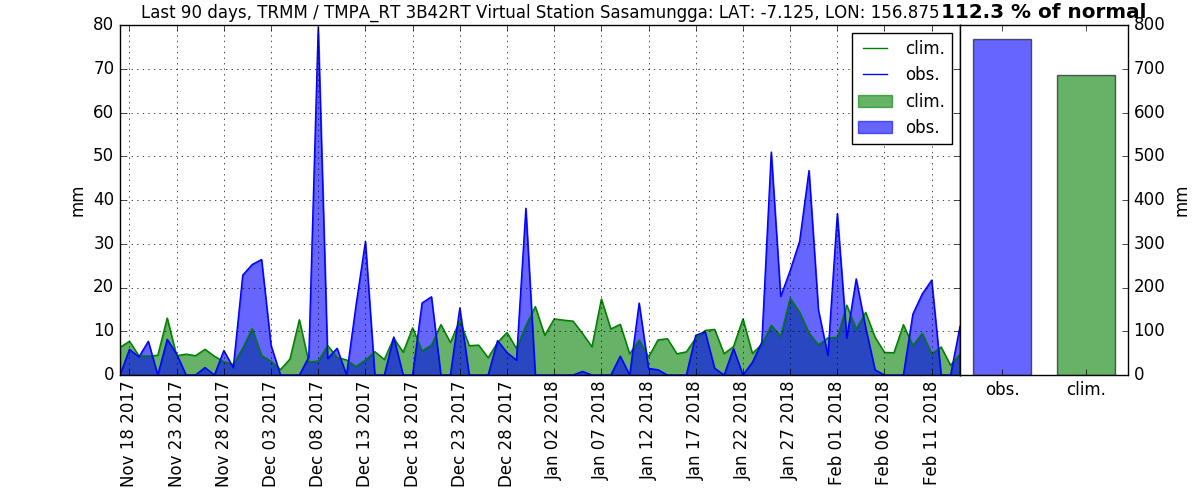 Last 90 days, TRMM / TMPA_RT 3B42RT Virtual Station Sasamungga: LAT: -7.125, LON: 156.875 112.3 % of normal
80
70
60
50
40
30
20
10
0
mm
clim.
obs.
clim.
obs.
800
700
600
500
400
300
200
100
0
mm
obs.
clim.
Nov 18 2017
Nov 23 2017
Nov 28 2017
Dec 03 2017
Dec 08 2017
Dec 13 2017
Dec 18 2017
Dec 23 2017
Dec 28 2017
Jan 02 2018
Jan 07 2018
Jan 12 2018
Jan 17 2018
Jan 22 2018
Jan 27 2018
Feb 01 2018
Feb 06 2018
Feb 11 2018